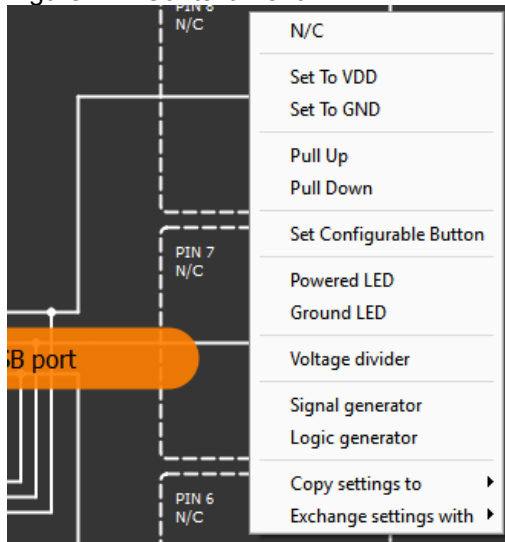 PIN 8
N/C
PIN 7
N/C
SB port
PIN 6
N/C
N/C
Set To VDD
Set To GND
Pull Up
Pull Down
Set Configurable Button
Powered LED
Ground LED
Voltage divider
Signal generator
Logic generator
Copy settings to
Exchange settings with